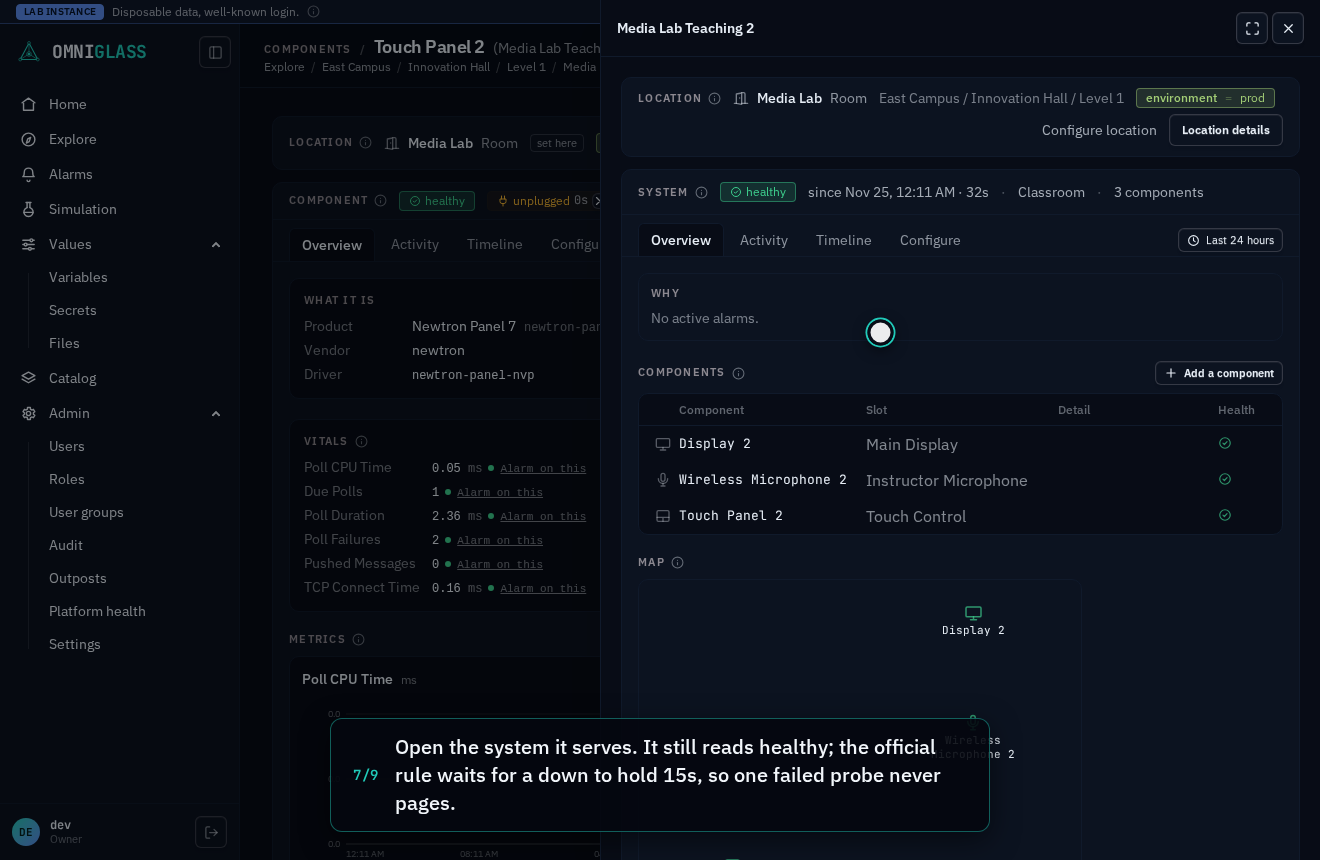 LAB INSTANCE Disposable data, well-known login.
OMNIGLASS
Home
Explore
Alarms
Simulation
Values
Variables
Secrets
Files
Catalog
Admin
Users
Roles
User groups
Audit
Outposts
Platform health
Settings
DE dev
Owner
COMPONENTS / Touch Panel 2 (Media Lab Teach
Explore / East Campus / Innovation Hall / Level 1 / Media
LOCATION Media Lab Room set here
COMPONENT healthy unplugged 0s
Overview Activity Timeline Configu
WHAT IT IS
Product Newtron Panel 7 newtron-par
Vendor newtron
Driver newtron-panel-nvp
VITALS
Poll CPU Time 0.05 ms Alarm on this
Due Polls 1 Alarm on this
Poll Duration 2.36 ms Alarm on this
Poll Failures 2 Alarm on this
Pushed Messages 0 Alarm on this
TCP Connect Time 0.16 ms Alarm on this
METRICS
Poll CPU Time ms
0.0
0.0
12:11 AM 08:11 AM
Media Lab Teaching 2
LOCATION Media Lab Room East Campus / Innovation Hall / Level 1 environment = prod
Configure location Location details
SYSTEM healthy since Nov 25, 12:11 AM · 32s · Classroom · 3 components
Overview Activity Timeline Configure Last 24 hours
WHY
No active alarms.
COMPONENTS Add a component
Component Slot Detail Health
Display 2 Main Display
Wireless Microphone 2 Instructor Microphone
Touch Panel 2 Touch Control
MAP
Display 2
Wireless
Microphone 2
7/9
Open the system it serves. It still reads healthy; the official
rule waits for a down to hold 15s, so one failed probe never
pages.